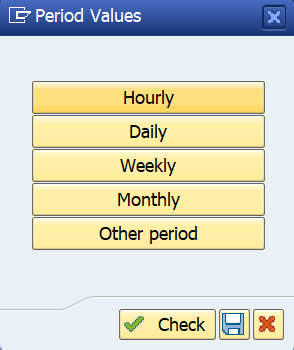 Period Values
Hourly
Daily
Weekly
Monthly
Other period
Check